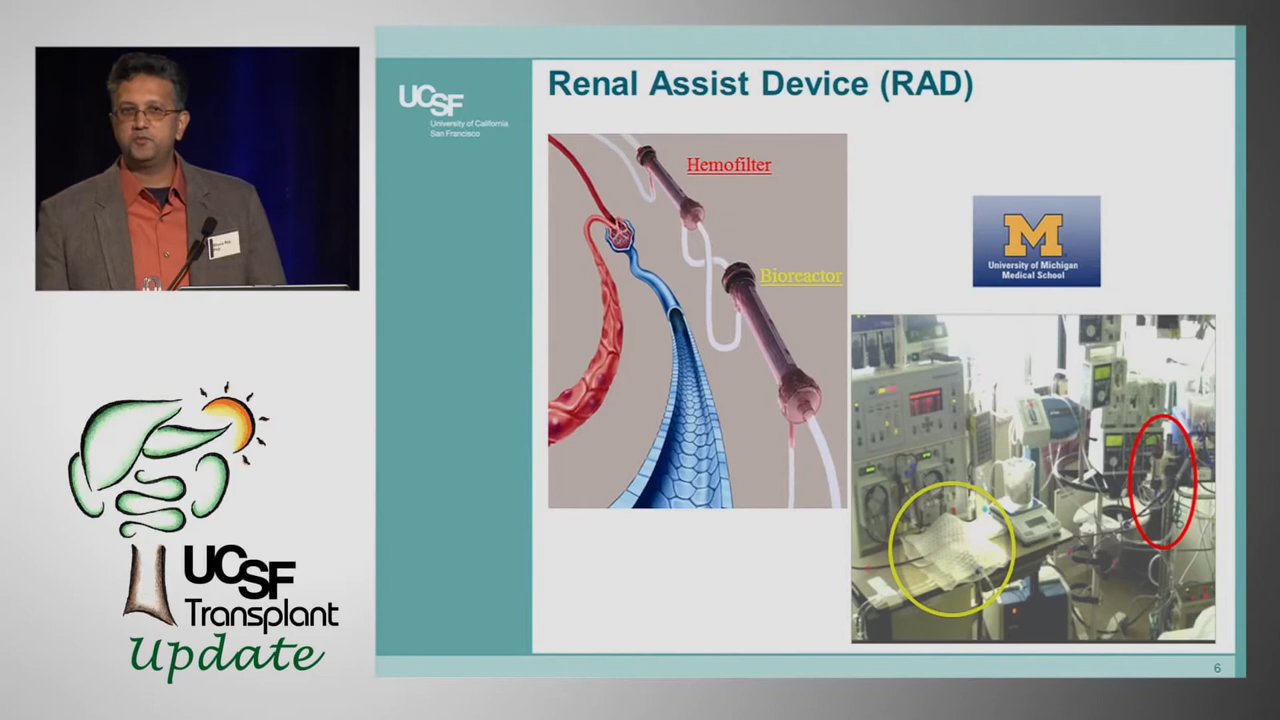 Renal Assist Device (RAD)
UCSF
University of California
San Francisco
Hemofilter
Bioreactor
M
University of Michigan
Medical School
UCSF
Transplant
Update
6